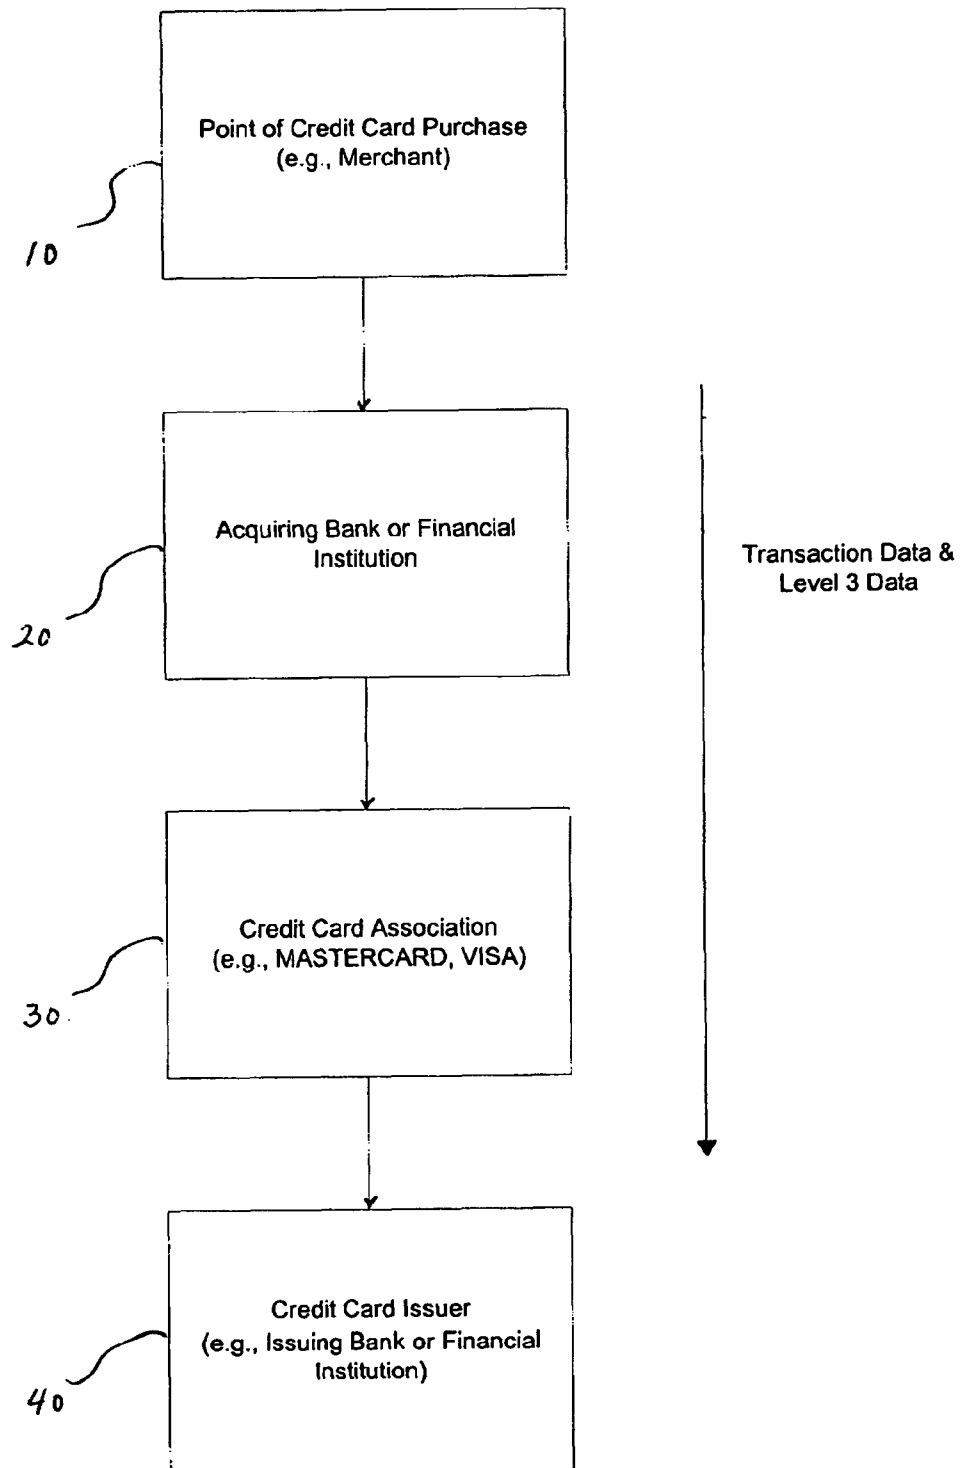 Point of Credit Card Purchase
(e.g., Merchant)
10
Acquiring Bank or Financial
Institution
20
Transaction Data &
Level 3 Data
Credit Card Association
(e.g., MASTERCARD, VISA)
30
Credit Card Issuer
(e.g., Issuing Bank or Financial
Institution)
40